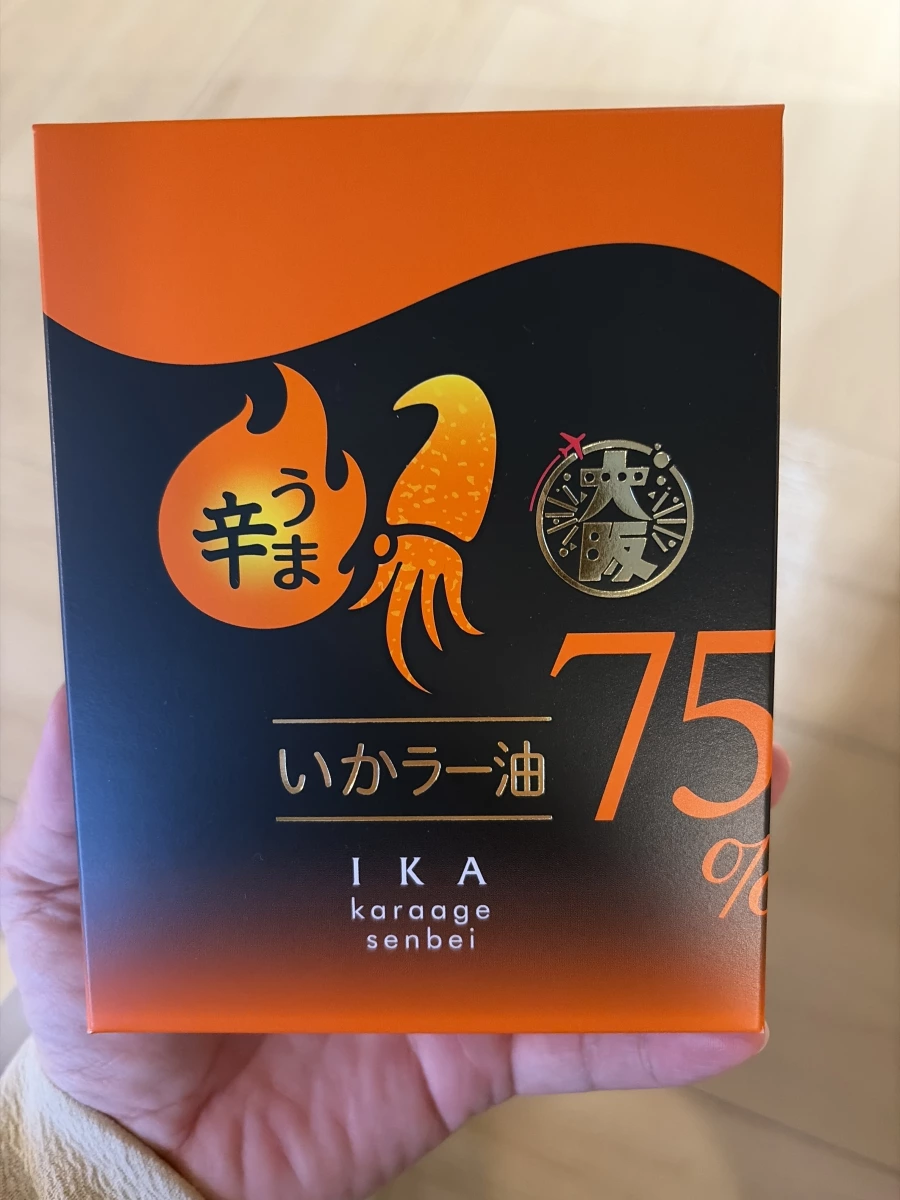 うま
辛
大阪
75
%
いかラー油
IKA
karaage
senbei